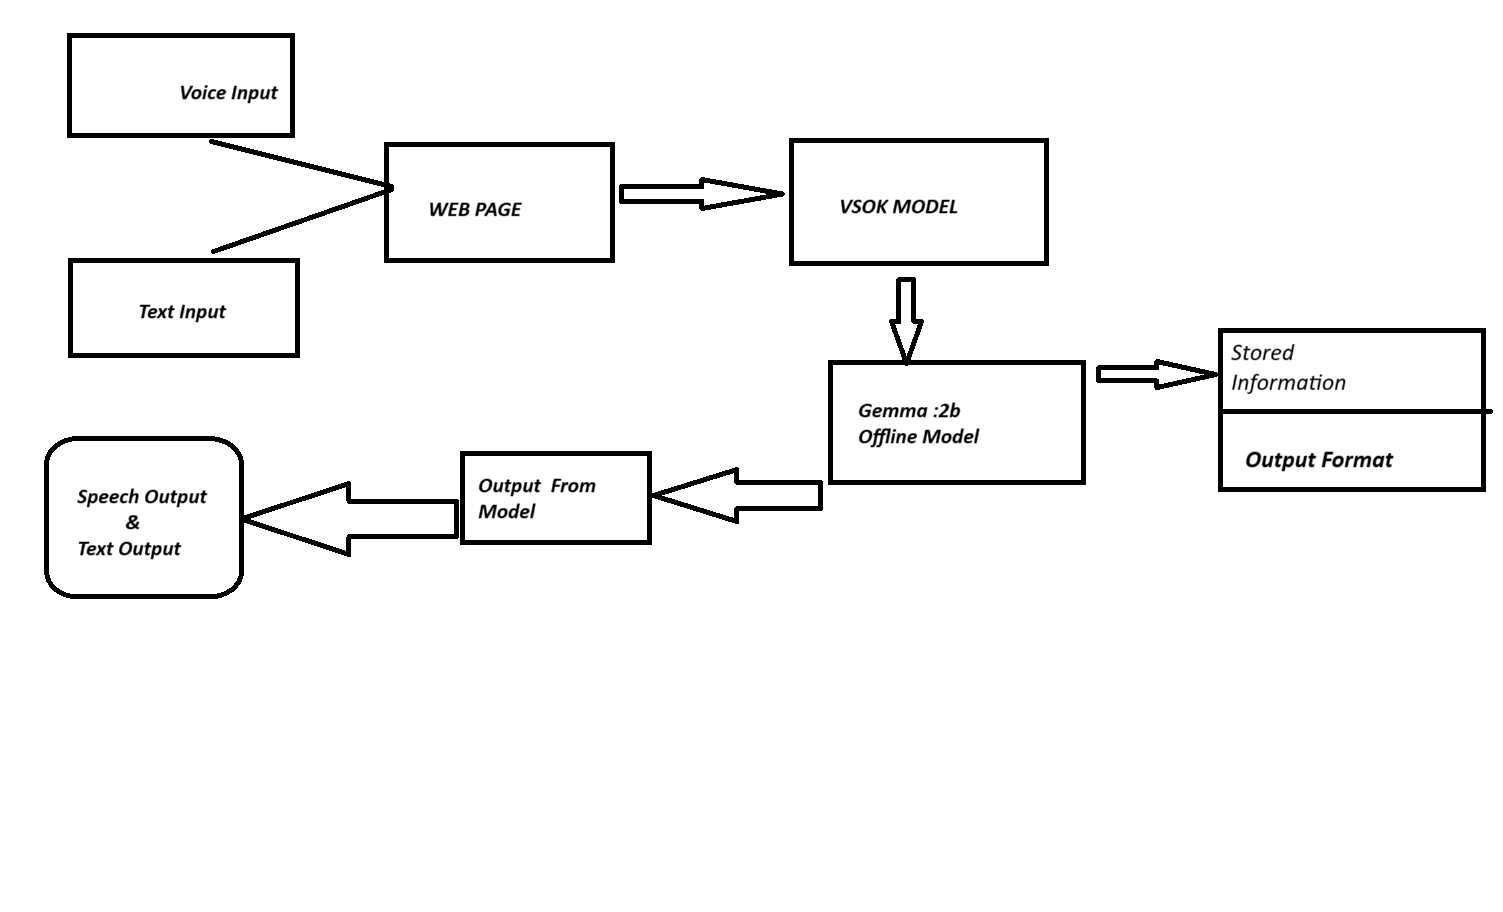 Voice Input
WEB PAGE
VSOK MODEL
Text Input
Stored
Information
Gemma :2b
Offline Model
Output Format
Output From
Model
Speech Output
&
Text Output